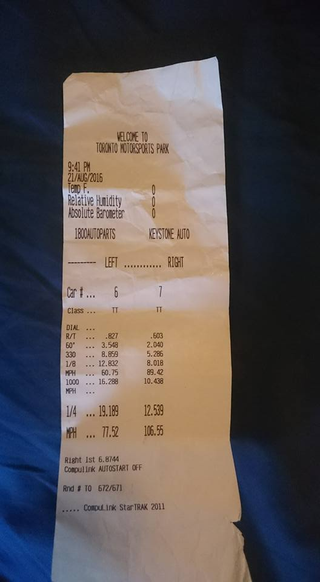 WELCOME TO
TORONTO MOTORSPORTS PARK
9:41 PM
21/AUG/2016
Temp F. 0
Relative Humidity 0
Absolute Barometer 0
1800AUTOPARTS KEYSTONE AUTO
--------- LEFT ............ RIGHT
Car # ... 6 7
Class ... TT TT
DIAL ...
R/T ... .827 .603
60' ... 3.548 2.040
330 ... 8.859 5.286
1/8 ... 12.832 8.018
MPH ... 60.75 89.42
1000 ... 16.288 10.438
MPH ...
1/4 ... 19.189 12.539
MPH ... 77.52 106.55
Right 1st 6.8744
Compulink AUTOSTART OFF
Rnd # TO 672/671
..... CompuLink StarTRAK 2011